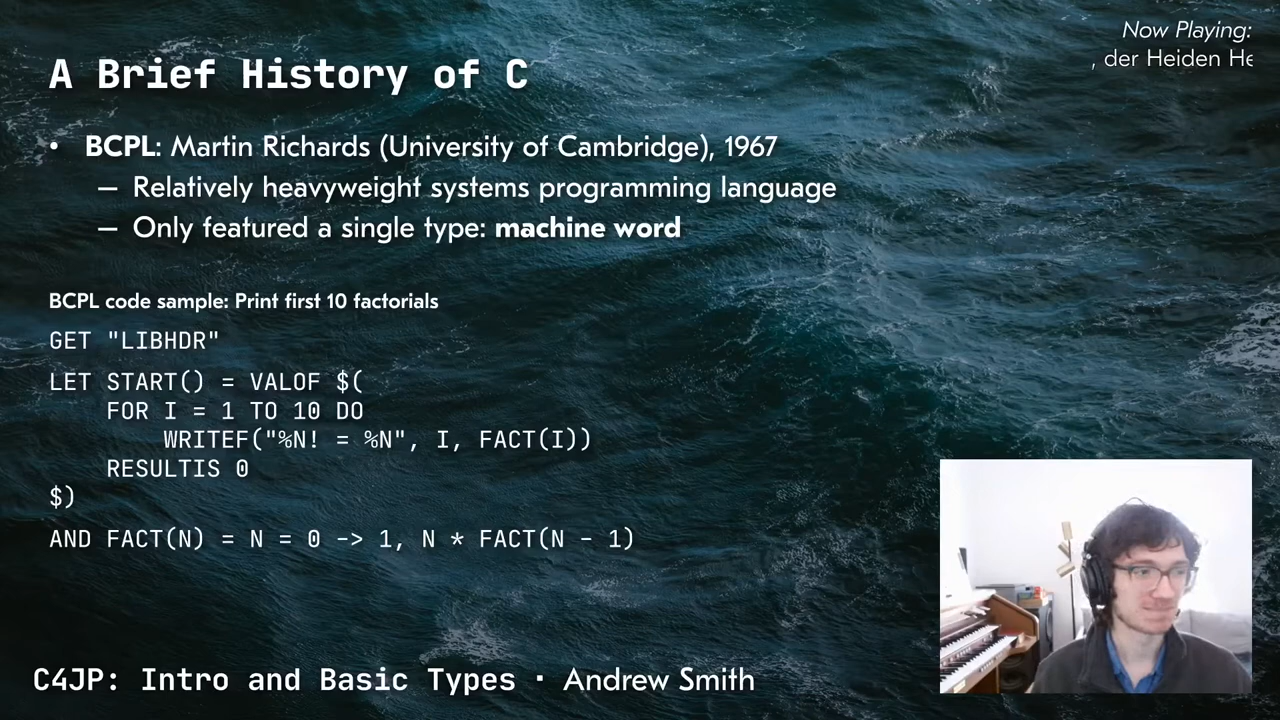 Now Playing:
, der Heiden He
A Brief History of C
• BCPL: Martin Richards (University of Cambridge), 1967
– Relatively heavyweight systems programming language
– Only featured a single type: machine word
BCPL code sample: Print first 10 factorials
GET "LIBHDR"
LET START() = VALOF $(
    FOR I = 1 TO 10 DO
        WRITEF("%N! = %N", I, FACT(I))
    RESULTIS 0
$)
AND FACT(N) = N = 0 -> 1, N * FACT(N - 1)
C4JP: Intro and Basic Types · Andrew Smith